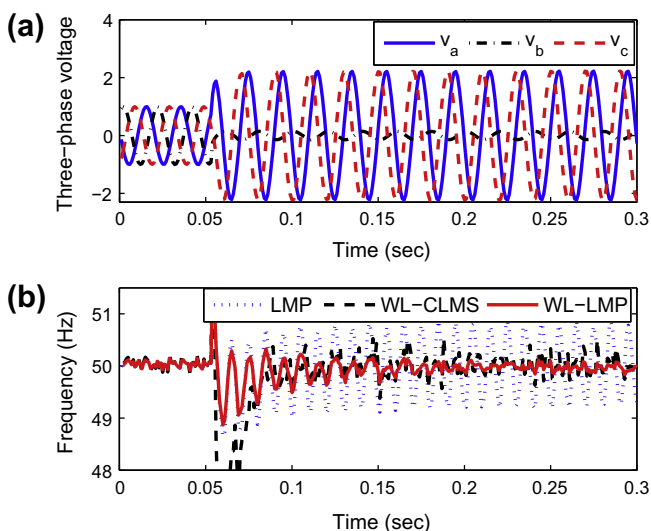 (a)
Three-phase voltage
4
2
0
−2
v_a
v_b
v_c
0
0.05
0.1
0.15
0.2
0.25
0.3
Time (sec)
(b)
Frequency (Hz)
51
50
49
48
LMP
WL−CLMS
WL−LMP
0
0.05
0.1
0.15
0.2
0.25
0.3
Time (sec)